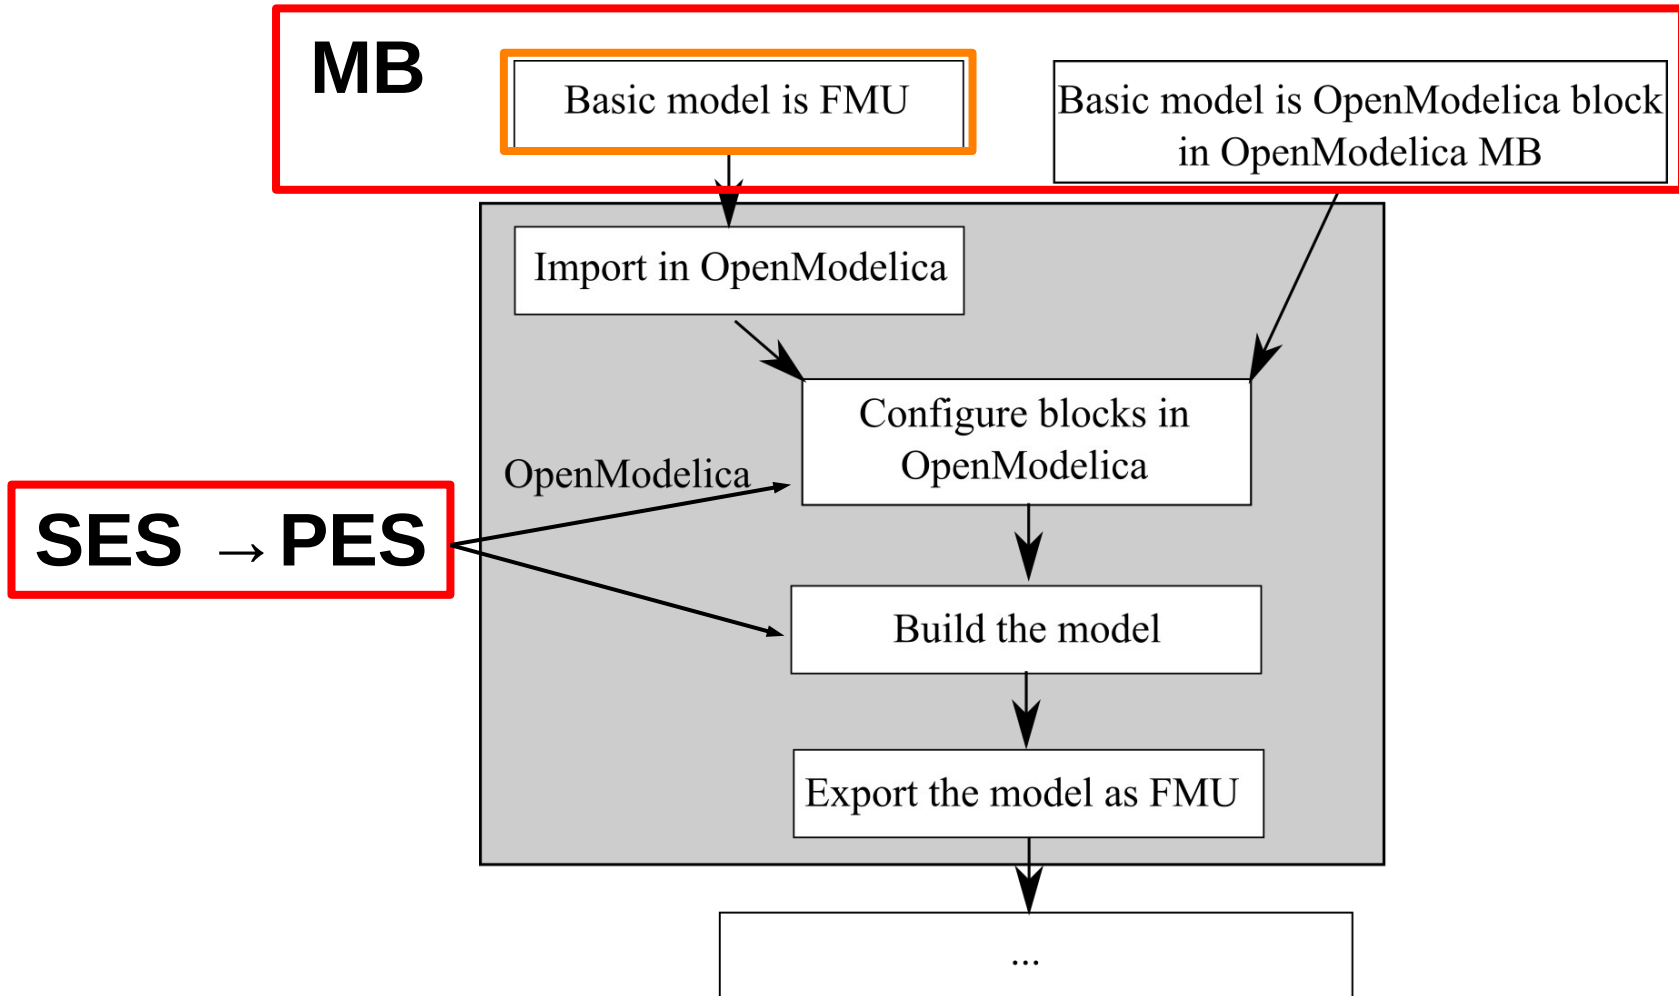 MB
Basic model is FMU
Basic model is OpenModelica block
in OpenModelica MB
Import in OpenModelica
Configure blocks in
OpenModelica
OpenModelica
SES → PES
Build the model
Export the model as FMU
...